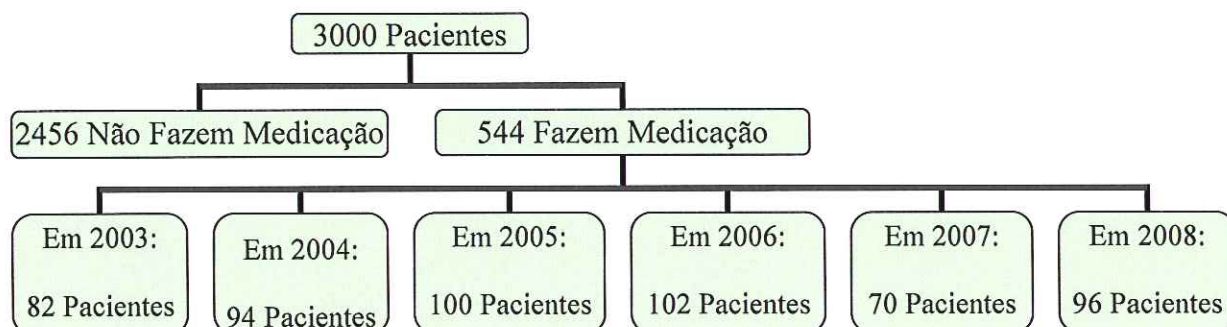 3000 Pacientes
2456 Não Fazem Medicação
544 Fazem Medicação
Em 2003:
82 Pacientes
Em 2004:
94 Pacientes
Em 2005:
100 Pacientes
Em 2006:
102 Pacientes
Em 2007:
70 Pacientes
Em 2008:
96 Pacientes